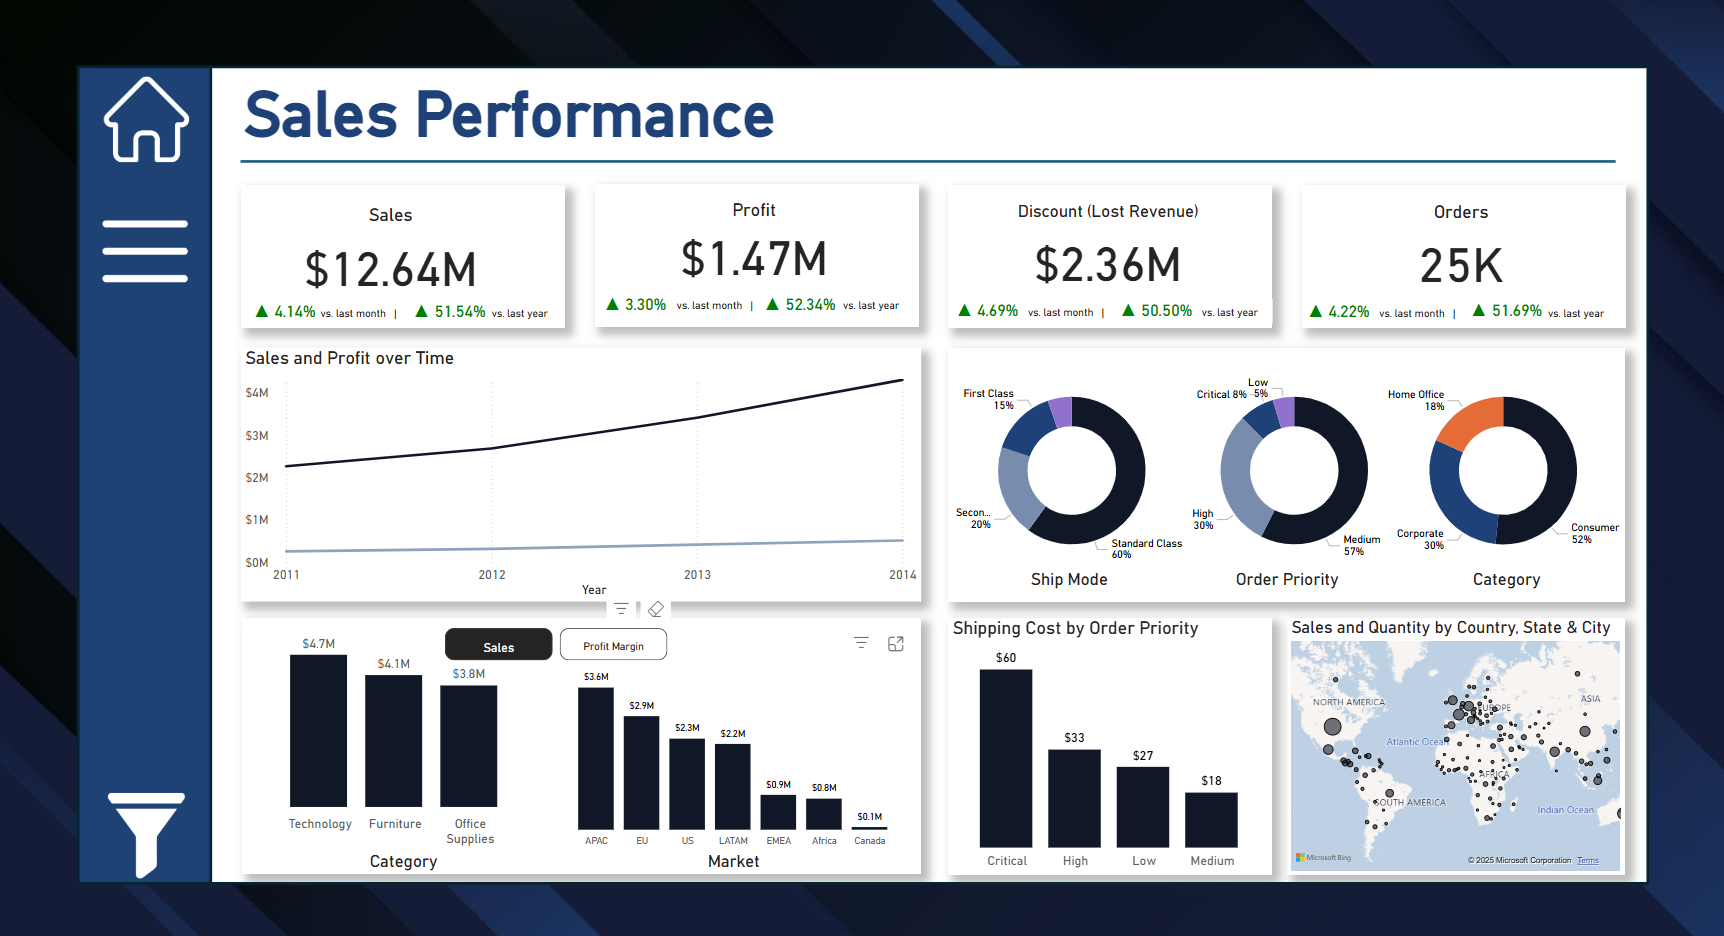 Sales Performance
Sales
$12.64M
▲ 4.14% vs. last month | ▲ 51.54% vs. last year
Profit
$1.47M
▲ 3.30% vs. last month | ▲ 52.34% vs. last year
Discount (Lost Revenue)
$2.36M
▲ 4.69% vs. last month | ▲ 50.50% vs. last year
Orders
25K
▲ 4.22% vs. last month | ▲ 51.69% vs. last year
Sales and Profit over Time
$4M
$3M
$2M
$1M
$0M
2011 2012 2013 2014
Year
First Class
15%
Secon...
20%
Standard Class
60%
Ship Mode
Low
5%
Critical 8%
High
30%
Medium
57%
Order Priority
Home Office
18%
Corporate
30%
Consumer
52%
Category
Sales
Profit Margin
$4.7M
$4.1M
$3.8M
Technology
Furniture
Office
Supplies
Category
$3.6M
$2.9M
$2.3M
$2.2M
$0.9M
$0.8M
$0.1M
APAC EU US LATAM EMEA Africa Canada
Market
Shipping Cost by Order Priority
$60
$33
$27
$18
Critical High Low Medium
Sales and Quantity by Country, State & City
NORTH AMERICA
EUROPE
ASIA
Atlantic Ocean
AFRICA
SOUTH AMERICA
Indian Ocean
Microsoft Bing
© 2025 Microsoft Corporation Terms